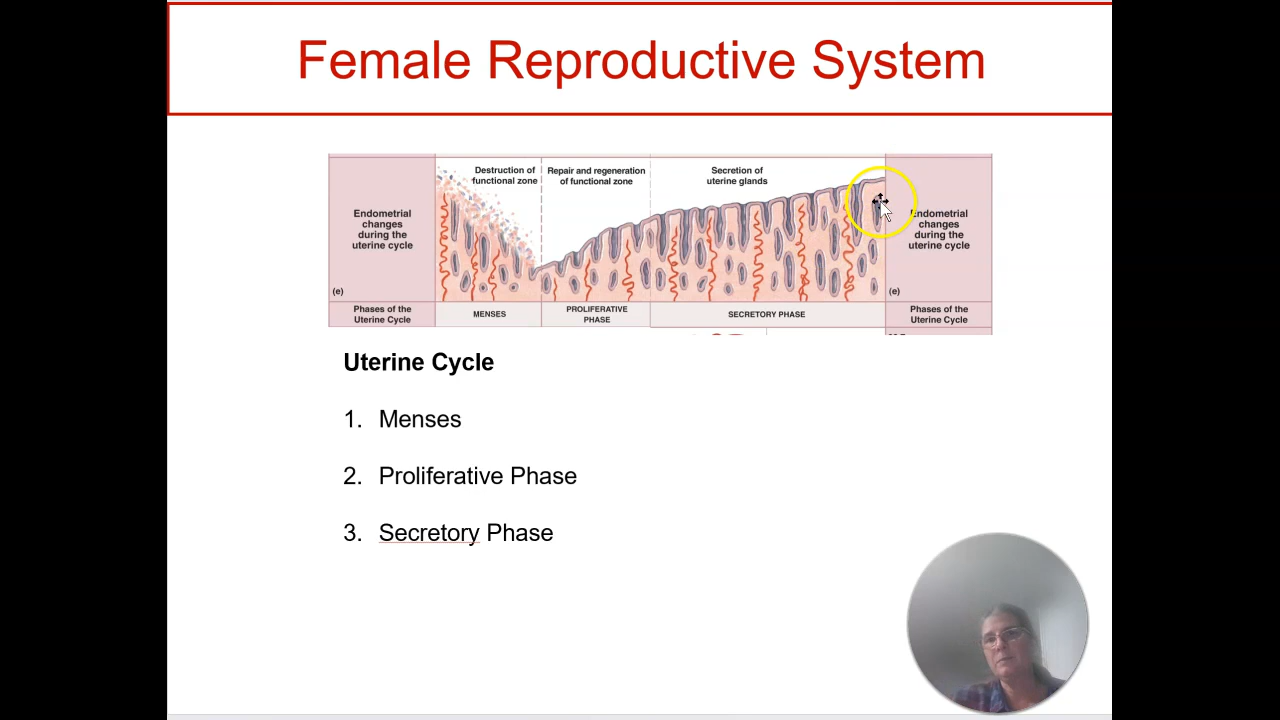 Female Reproductive System
Destruction of
functional zone
Repair and regeneration
of functional zone
Secretion of
uterine glands
Endometrial
changes
during the
uterine cycle
Endometrial
changes
during the
uterine cycle
(e)
(e)
Phases of the
Uterine Cycle
MENSES
PROLIFERATIVE
PHASE
SECRETORY PHASE
Phases of the
Uterine Cycle
Uterine Cycle
1. Menses
2. Proliferative Phase
3. Secretory Phase